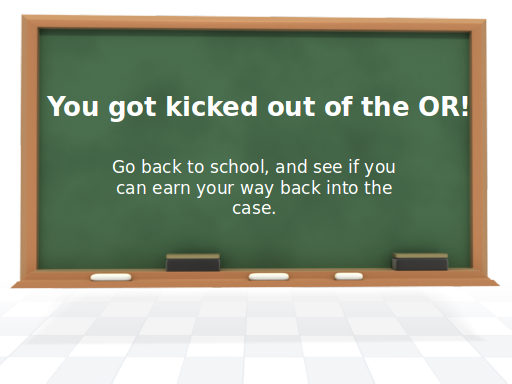 You got kicked out of the OR!
Go back to school, and see if you
can earn your way back into the
case.